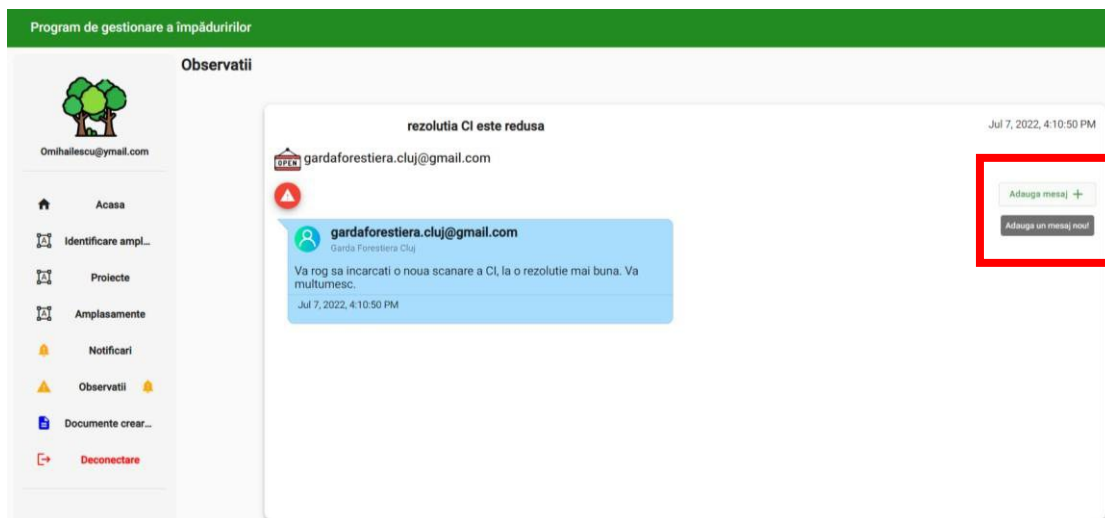 Program de gestionare a împăduririlor
Omihailescu@ymail.com
Acasa
Identificare ampl...
Proiecte
Amplasamente
Notificari
Observatii
Documente crear...
Deconectare
Observatii
rezolutia CI este redusa
Jul 7, 2022, 4:10:50 PM
OPEN
gardaforestiera.cluj@gmail.com
Adauga mesaj +
Adauga un mesaj nou!
gardaforestiera.cluj@gmail.com
Garda Forestiera Cluj
Va rog sa incarcati o noua scanare a CI, la o rezolutie mai buna. Va
multumesc.
Jul 7, 2022, 4:10:50 PM